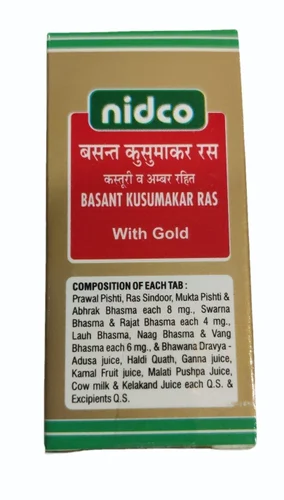 nidco
बसन्त कुसुमाकर रस
कस्तूरी व अम्बर रहित
BASANT KUSUMAKAR RAS
With Gold
COMPOSITION OF EACH TAB :
Prawal Pishti, Ras Sindoor, Mukta Pishti &
Abhrak Bhasma each 8 mg., Swarna
Bhasma & Rajat Bhasma each 4 mg.,
Lauh Bhasma, Naag Bhasma & Vang
Bhasma each 6 mg., & Bhawana Dravya -
Adusa juice, Haldi Quath, Ganna juice,
Kamal Fruit juice, Malati Pushpa Juice,
Cow milk & Kelakand Juice each Q.S. &
Excipients Q.S.